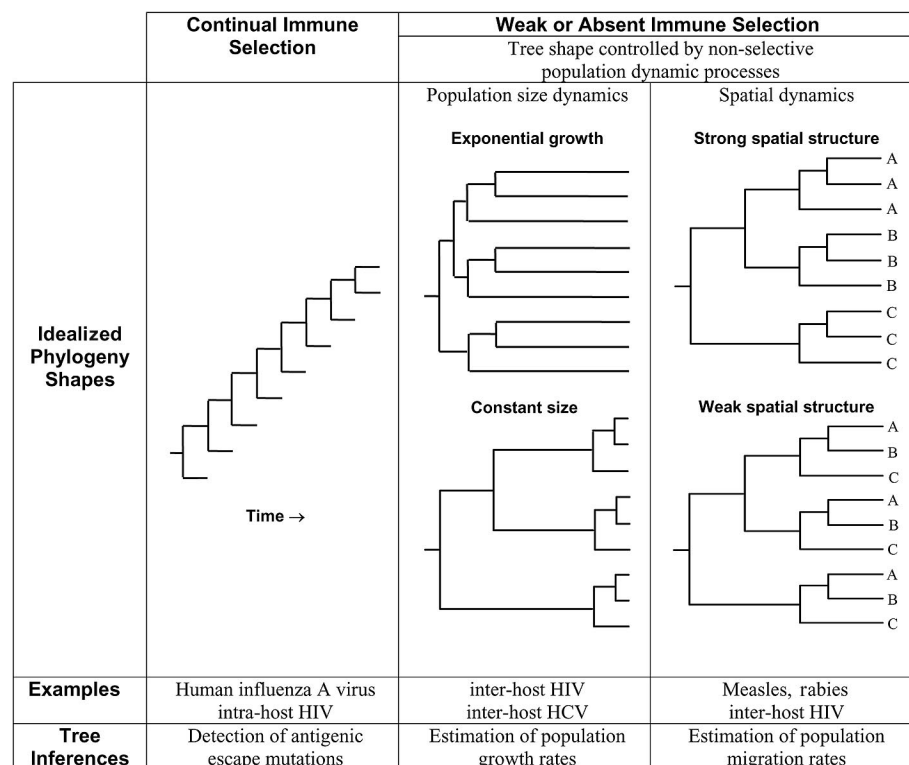 Continual Immune
Selection
Weak or Absent Immune Selection
Tree shape controlled by non-selective
population dynamic processes
Idealized
Phylogeny
Shapes
Time →
Population size dynamics
Exponential growth
Constant size
Spatial dynamics
Strong spatial structure
A
A
A
B
B
B
C
C
C
Weak spatial structure
A
B
C
A
B
C
A
B
C
Examples
Human influenza A virus
intra-host HIV
inter-host HIV
inter-host HCV
Measles, rabies
inter-host HIV
Tree
Inferences
Detection of antigenic
escape mutations
Estimation of population
growth rates
Estimation of population
migration rates